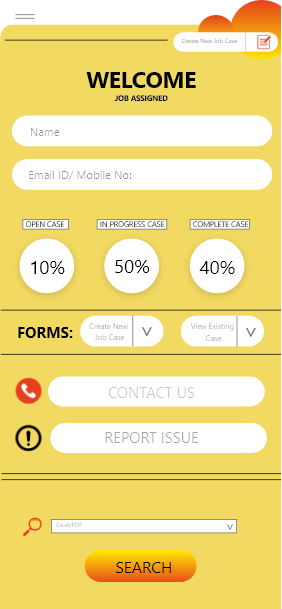 Create New Job Case
WELCOME
JOB ASSIGNED
Name
Email ID/ Mobile No:
OPEN CASE
IN PROGRESS CASE
COMPLETE CASE
10%
50%
40%
FORMS:
Create New
Job Case
V
View Existing
Case
V
CONTACT US
REPORT ISSUE
Excel/PDF
V
SEARCH